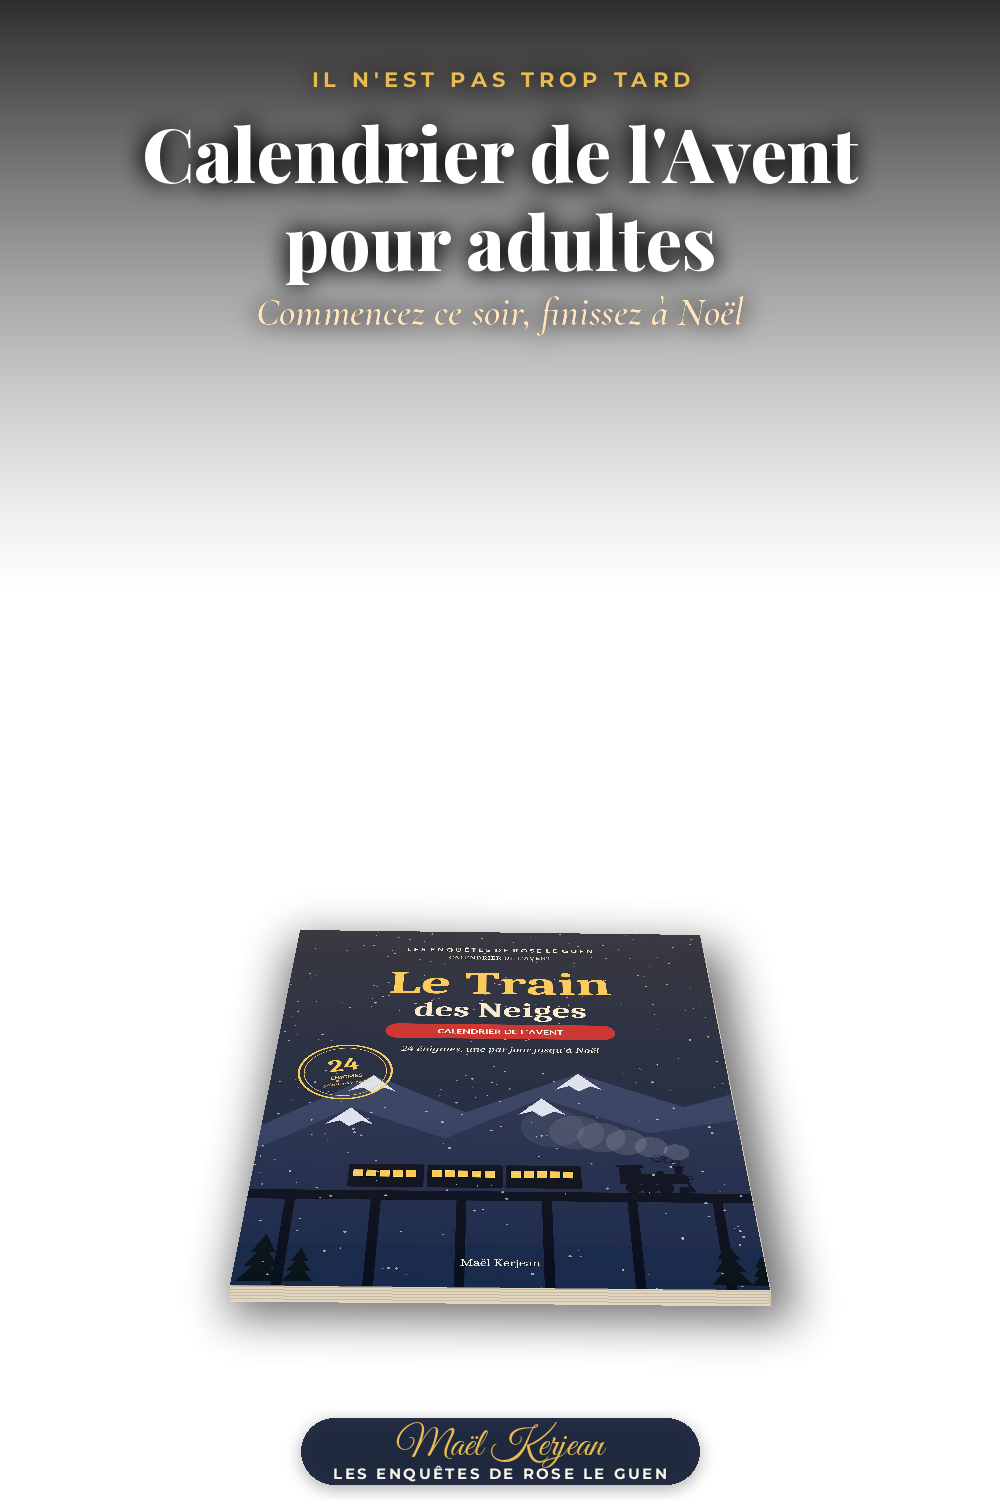 IL N'EST PAS TROP TARD
Calendrier de l'Avent
pour adultes
Commencez ce soir, finissez à Noël
LES ENQUÊTES DE ROSE LE GUEN
CALENDRIER DE L'AVENT
Le Train
des Neiges
CALENDRIER DE L'AVENT
24 énigmes, une par jour jusqu'à Noël
24
ÉNIGMES
Maël Kerjean
Maël Kerjean
LES ENQUÊTES DE ROSE LE GUEN